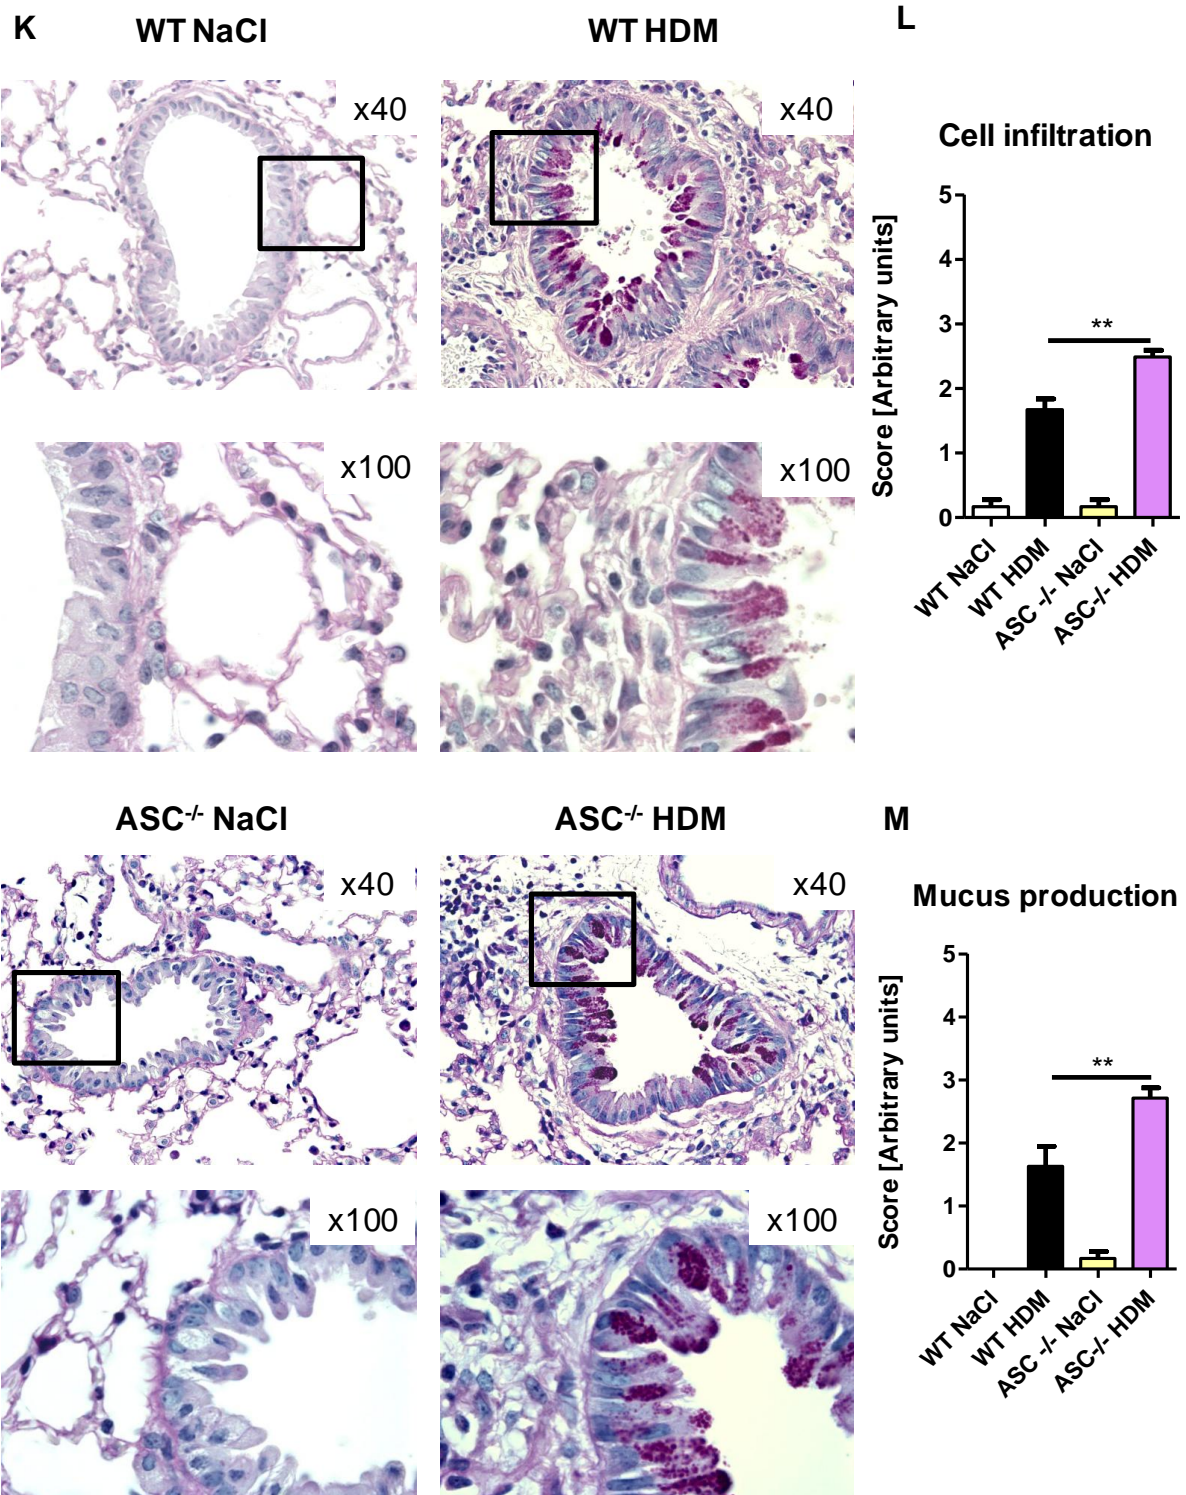 K
WT NaCl
WT HDM
L
x40
x40
x100
x100
Cell infiltration
Score [Arbitrary units]
5
4
3
2
1
0
**
WT NaCl
WT HDM
ASC -/- NaCl
ASC-/- HDM
ASC-/- NaCl
ASC-/- HDM
M
x40
x40
x100
x100
Mucus production
Score [Arbitrary units]
5
4
3
2
1
0
**
WT NaCl
WT HDM
ASC -/- NaCl
ASC-/- HDM